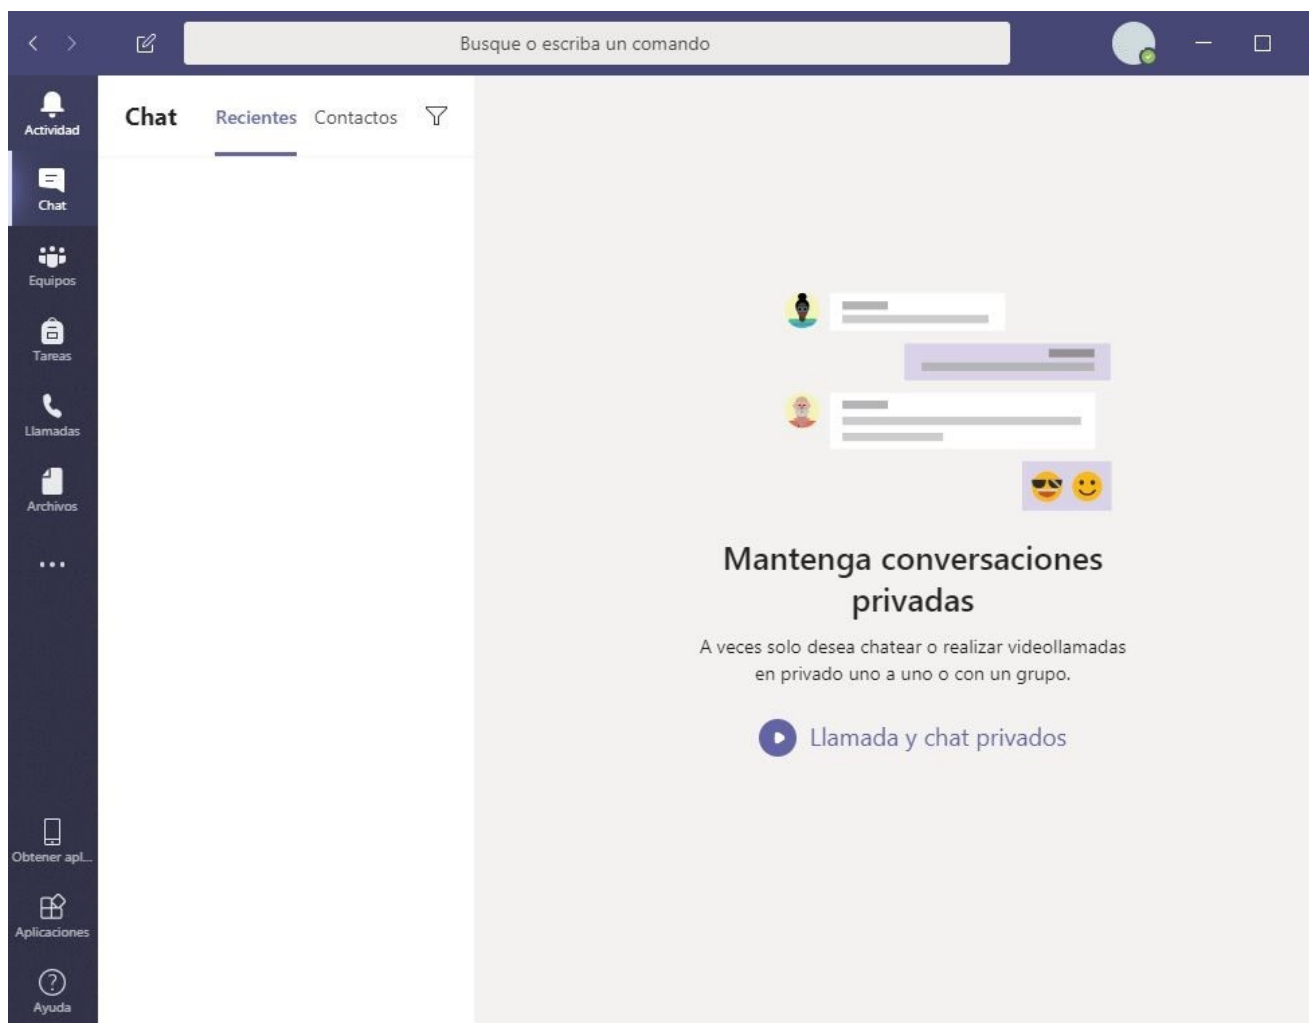 Busque o escriba un comando
Actividad
Chat
Equipos
Tareas
Llamadas
Archivos
Obtener apl...
Aplicaciones
Ayuda
Chat Recientes Contactos
Mantenga conversaciones
privadas
A veces solo desea chatear o realizar videollamadas
en privado uno a uno o con un grupo.
Llamada y chat privados